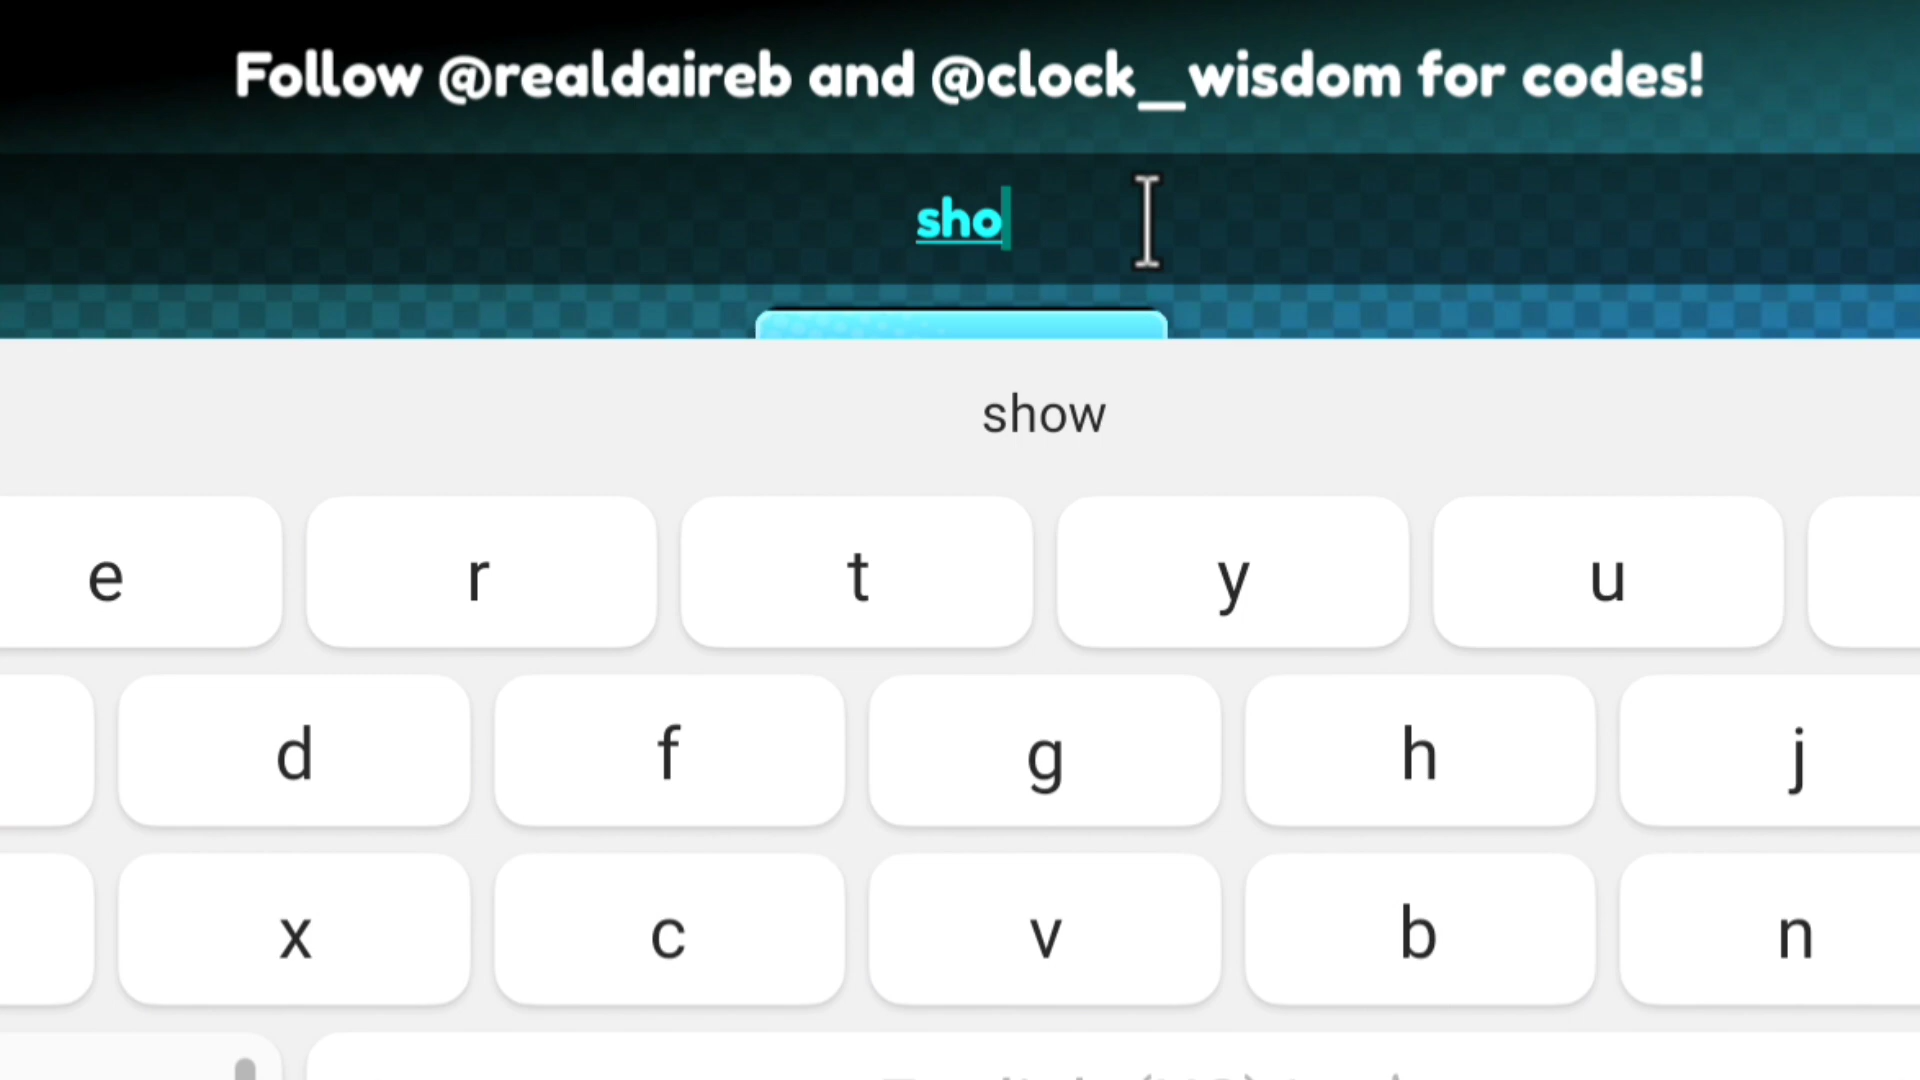 Follow @realdaireb and @clock_wisdom for codes!
sho
show
e r t y u
d f g h j
x c v b n